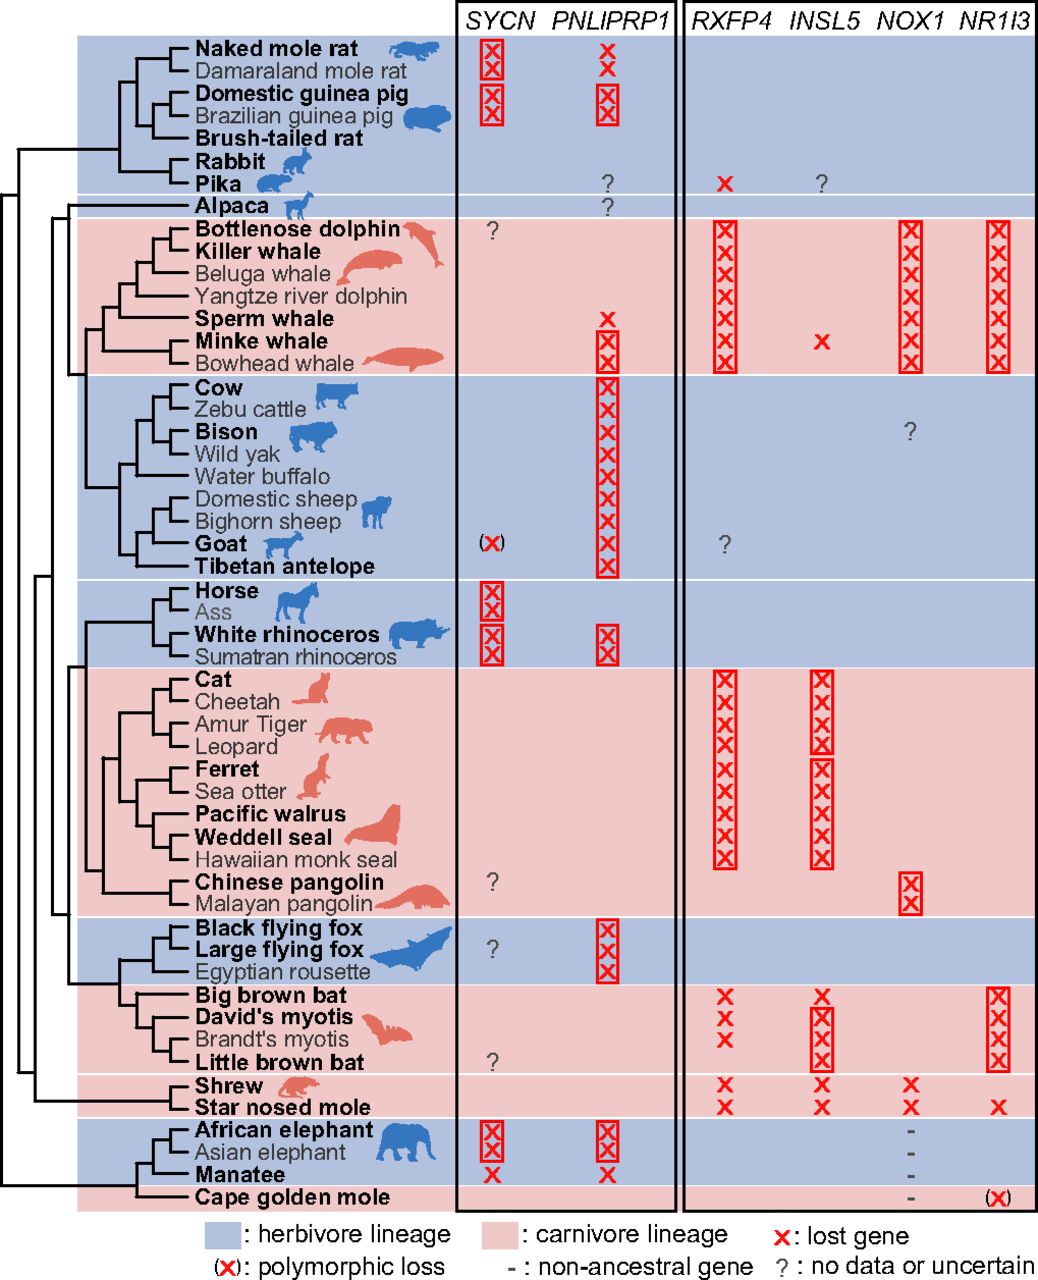 SYCN PNLIPRP1 RXFP4 INSL5 NOX1 NR1I3
Naked mole rat X X
Damaraland mole rat X X
Domestic guinea pig X X
Brazilian guinea pig X X
Brush-tailed rat
Rabbit
Pika ? X ?
Alpaca ?
Bottlenose dolphin ? X X X
Killer whale X X X
Beluga whale X X X
Yangtze river dolphin X X X
Sperm whale X X X X
Minke whale X X X X X
Bowhead whale X X X X
Cow X
Zebu cattle X
Bison X ?
Wild yak X
Water buffalo X
Domestic sheep X
Bighorn sheep X
Goat (X) X ?
Tibetan antelope X
Horse X
Ass X
White rhinoceros X X
Sumatran rhinoceros X X
Cat X X
Cheetah X X
Amur Tiger X X
Leopard X X
Ferret X X
Sea otter X X
Pacific walrus X X
Weddell seal X X
Hawaiian monk seal X X
Chinese pangolin ? X
Malayan pangolin X
Black flying fox X
Large flying fox ? X
Egyptian rousette X
Big brown bat X X X
David's myotis X X X
Brandt's myotis X X X
Little brown bat ? X X
Shrew X X X
Star nosed mole X X X X
African elephant X X -
Asian elephant X X -
Manatee X X -
Cape golden mole - (X)
: herbivore lineage : carnivore lineage X: lost gene
(X): polymorphic loss -: non-ancestral gene ?: no data or uncertain